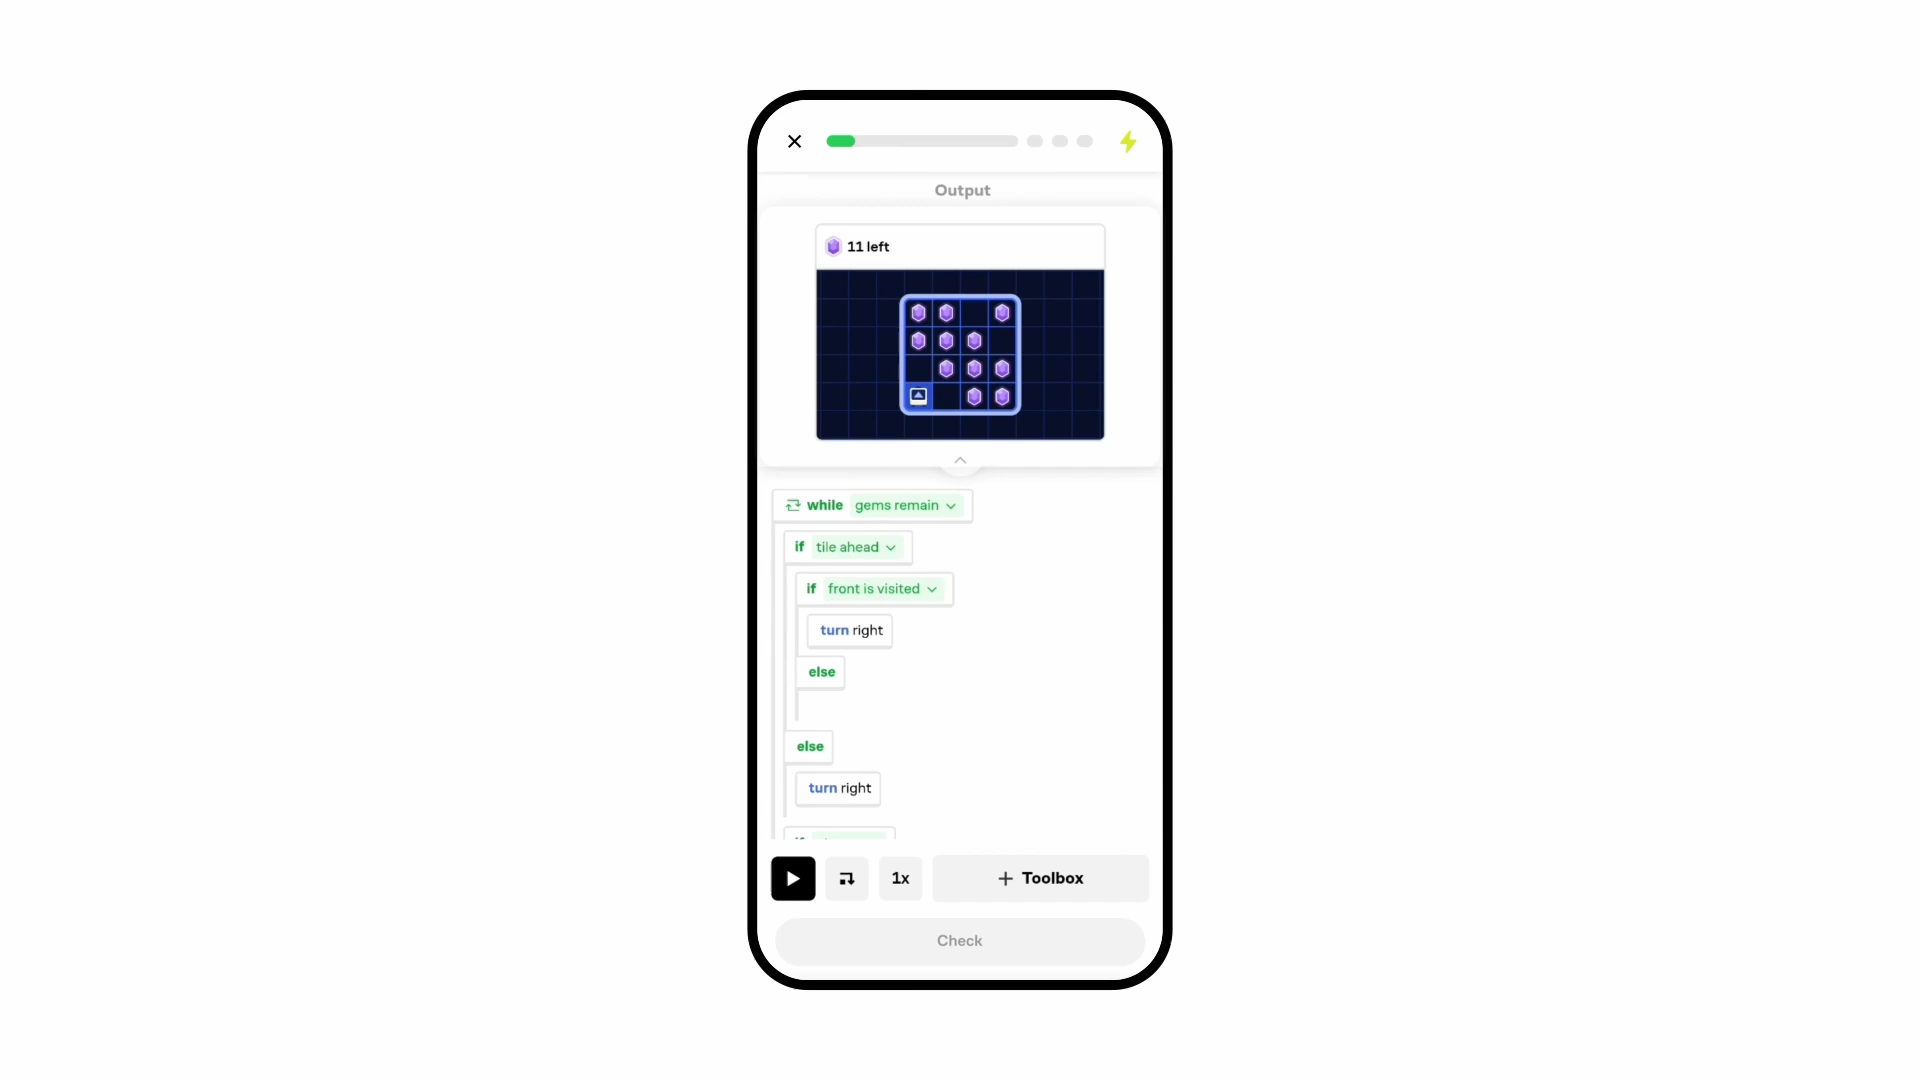 Output
11 left
while gems remain
if tile ahead
if front is visited
turn right
else
else
turn right
1x
+ Toolbox
Check